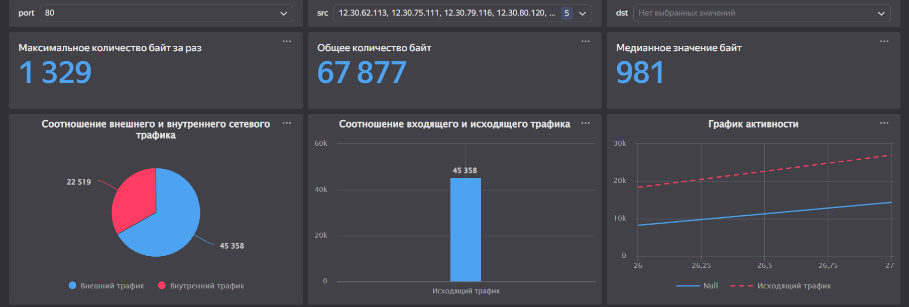 port 80
src 12.30.62.113, 12.30.75.111, 12.30.79.116, 12.30.80.120, ... 5
dst Нет выбранных значений
Максимальное количество байт за раз
1 329
Общее количество байт
67 877
Медианное значение байт
981
Соотношение внешнего и внутреннего сетевого
трафика
22 519
45 358
Внешний трафик
Внутренний трафик
Соотношение входящего и исходящего трафика
60k
40k
20k
0
45 358
Исходящий трафик
График активности
30k
20k
10k
0
26
26,25
26,5
26,75
27
Null
Исходящий трафик